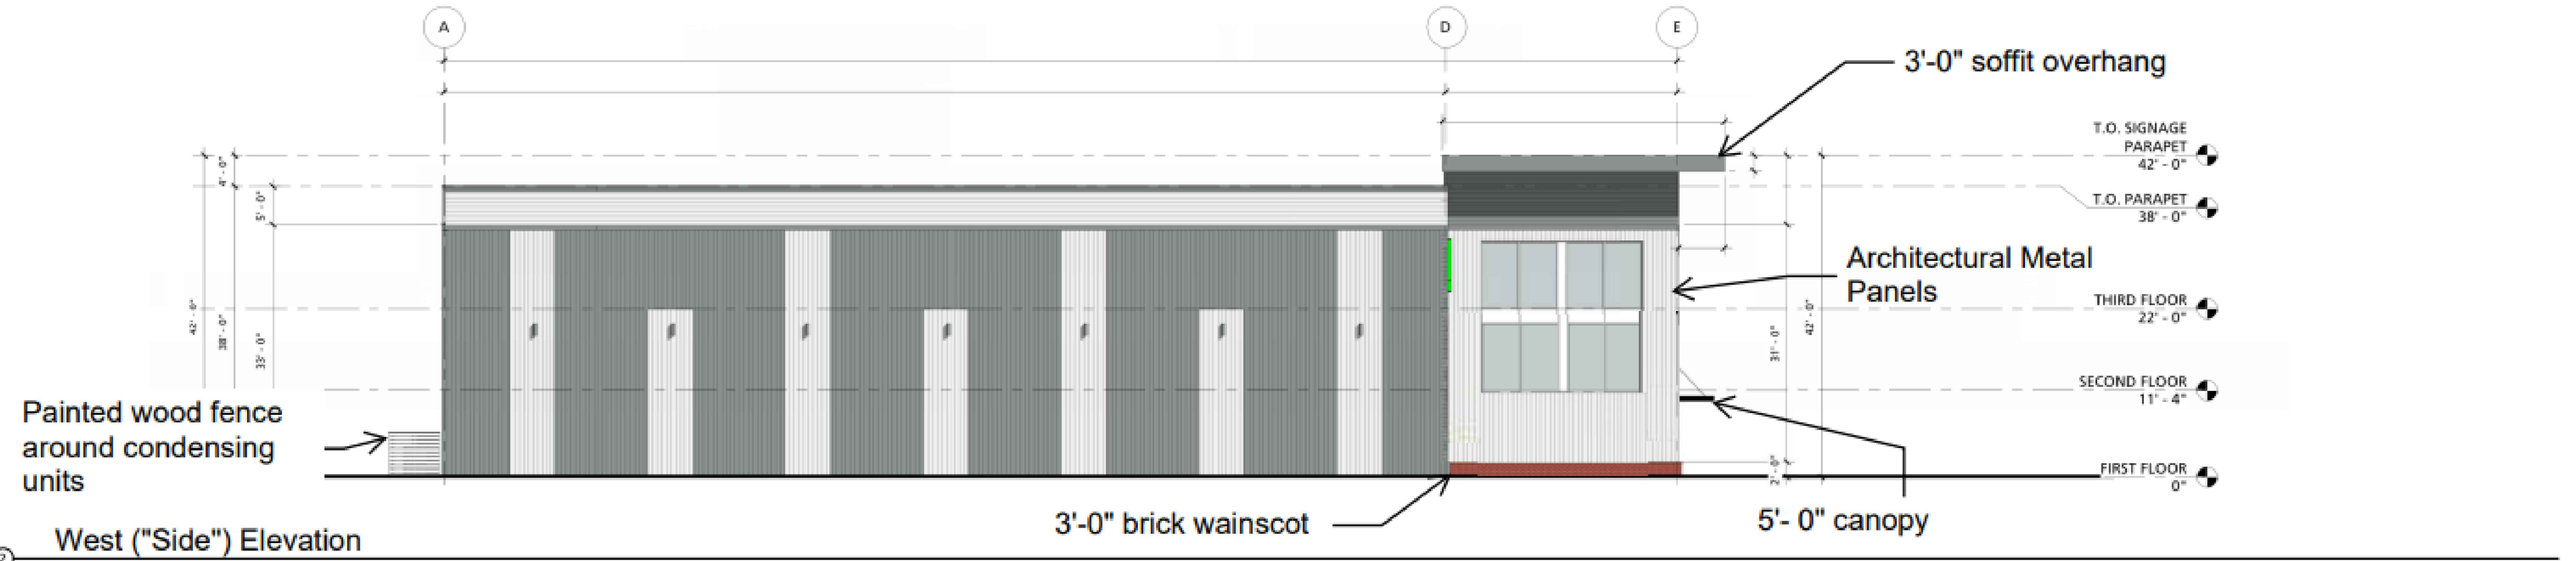 A
D
E
3'-0" soffit overhang
T.O. SIGNAGE
PARAPET
42' - 0"
4' - 0"
5' - 0"
T.O. PARAPET
38' - 0"
Architectural Metal
Panels
THIRD FLOOR
22' - 0"
42' - 0"
38' - 0"
33' - 0"
31' - 0"
42' - 0"
SECOND FLOOR
11' - 4"
Painted wood fence
around condensing
units
FIRST FLOOR
0"
2' - 0"
3'-0" brick wainscot
5'- 0" canopy
West ("Side") Elevation